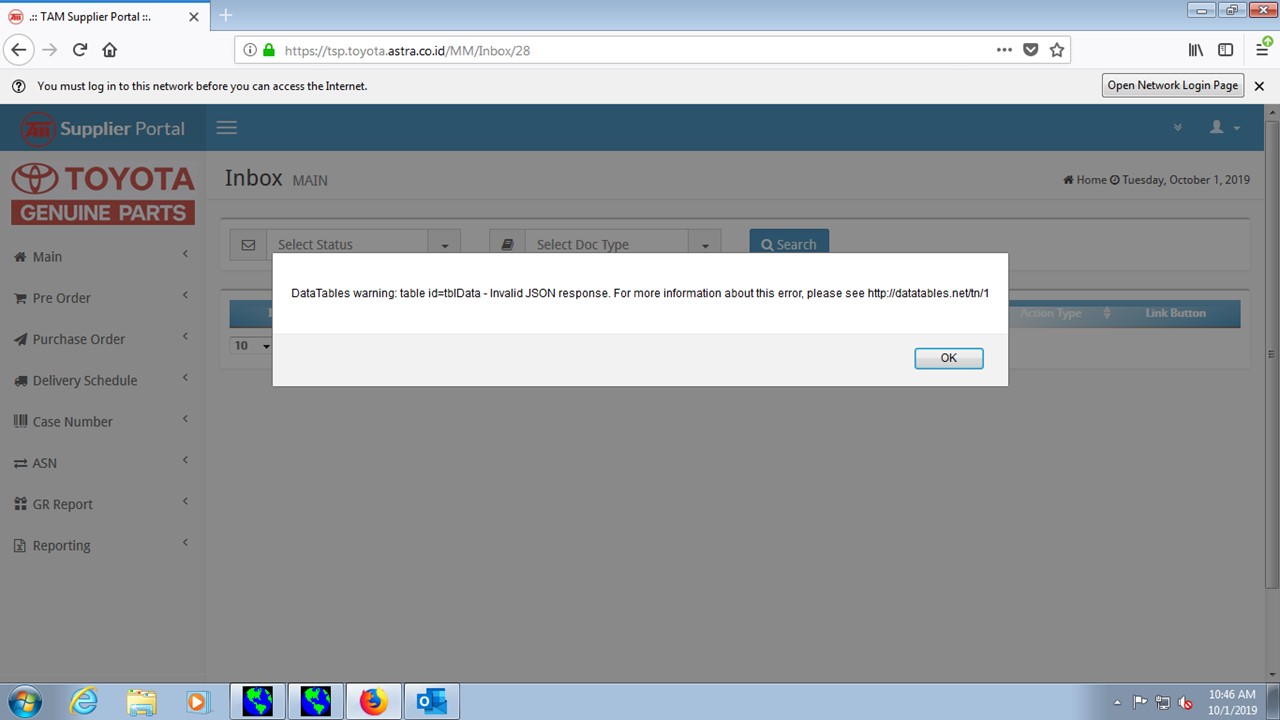 .:: TAM Supplier Portal ::.
https://tsp.toyota.astra.co.id/MM/Inbox/28
You must log in to this network before you can access the Internet.
Open Network Login Page
Supplier Portal
TOYOTA
GENUINE PARTS
Inbox MAIN
Home Tuesday, October 1, 2019
Select Status
Select Doc Type
Search
Main
Pre Order
Purchase Order
Delivery Schedule
Case Number
ASN
GR Report
Reporting
DataTables warning: table id=tblData - Invalid JSON response. For more information about this error, please see http://datatables.net/tn/1
OK
Action Type
Link Button
10
10:46 AM
10/1/2019